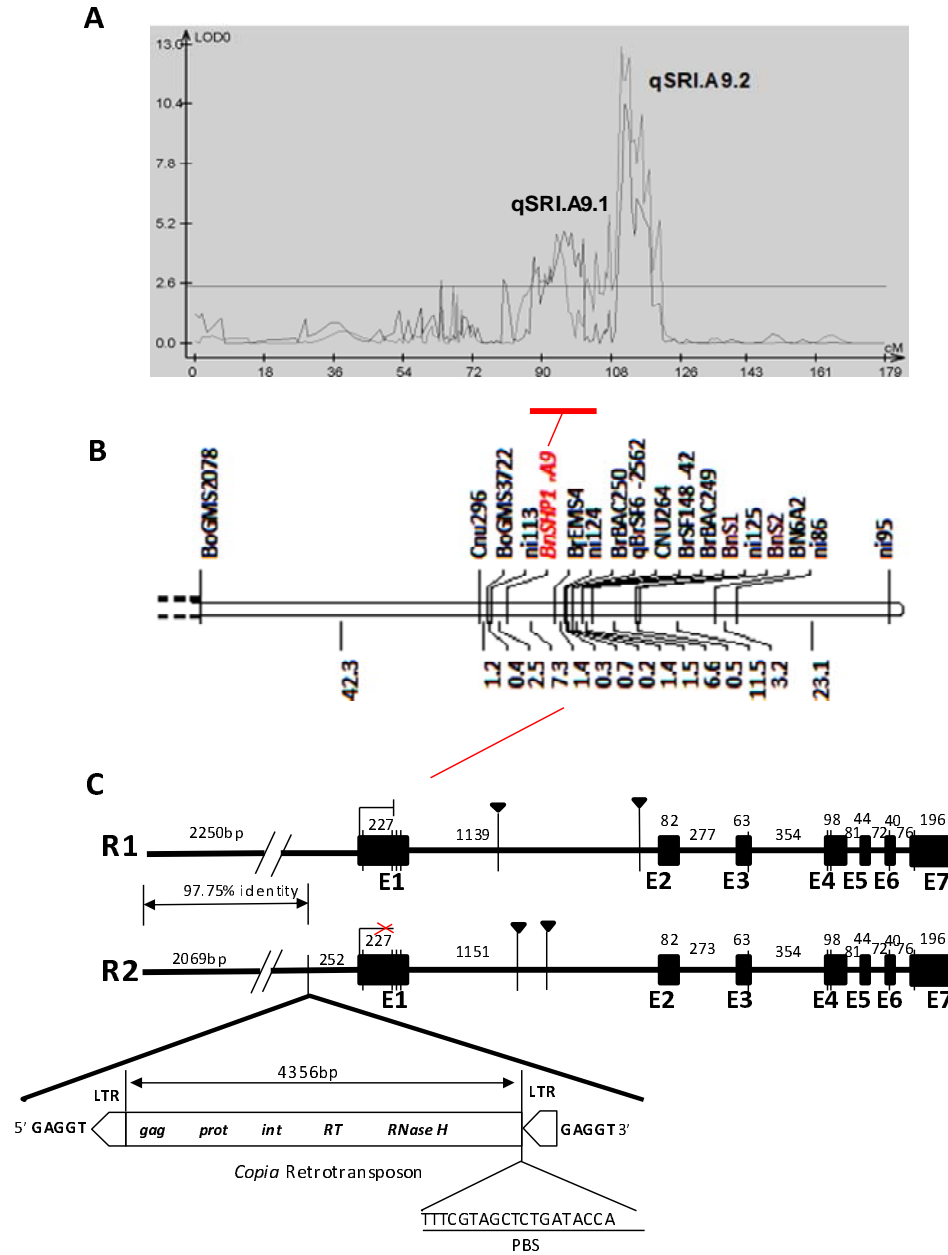 A
LOD0
13.0
10.4
7.8
5.2
2.6
0.0
qSRI.A9.2
qSRI.A9.1
cM
0 18 36 54 72 90 108 126 144 161 179
B
BoGMS2078
Cnu296
BoGMS3722
ni113
BnSHP1 .A9
BrEMS4
ni124
BrBAC250
qBrSF6 -2562
CNU264
BrSF148 -42
BrBAC249
BnS1
ni125
BnS2
BN6A2
ni86
ni95
42.3
1.2
0.4
2.5
7.3
1.4
0.3
0.7
0.2
1.4
1.5
6.6
0.5
11.5
3.2
23.1
C
R1 2250bp 227 1139 82 277 63 354 98 81 44 72 40 76 196
E1 E2 E3 E4 E5 E6 E7
97.75% identity
R2 2069bp 252 227 1151 82 273 63 354 98 81 44 72 40 76 196
E1 E2 E3 E4 E5 E6 E7
4356bp
LTR
LTR
5' GAGGT gag prot int RT RNase H GAGGT 3'
Copia Retrotransposon
TTTCGTAGCTCTGATACCA
PBS